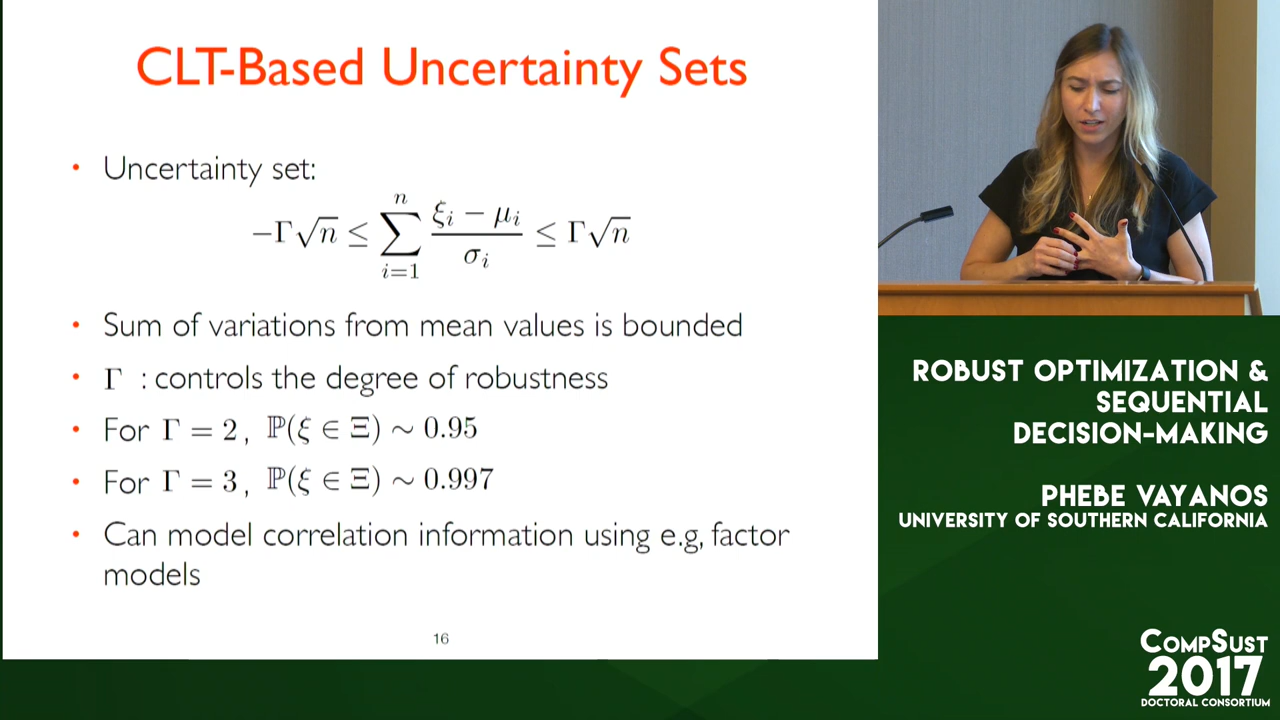 CLT-Based Uncertainty Sets
• Uncertainty set:
−Γ√n ≤ ∑_{i=1}^{n} (ξ_i − μ_i)/σ_i ≤ Γ√n
• Sum of variations from mean values is bounded
• Γ : controls the degree of robustness
• For Γ = 2, ℙ(ξ ∈ Ξ) ∼ 0.95
• For Γ = 3, ℙ(ξ ∈ Ξ) ∼ 0.997
• Can model correlation information using e.g, factor
models
16
ROBUST OPTIMIZATION &
SEQUENTIAL
DECISION-MAKING
PHEBE VAYANOS
UNIVERSITY OF SOUTHERN CALIFORNIA
COMPSUST
2017
DOCTORAL CONSORTIUM